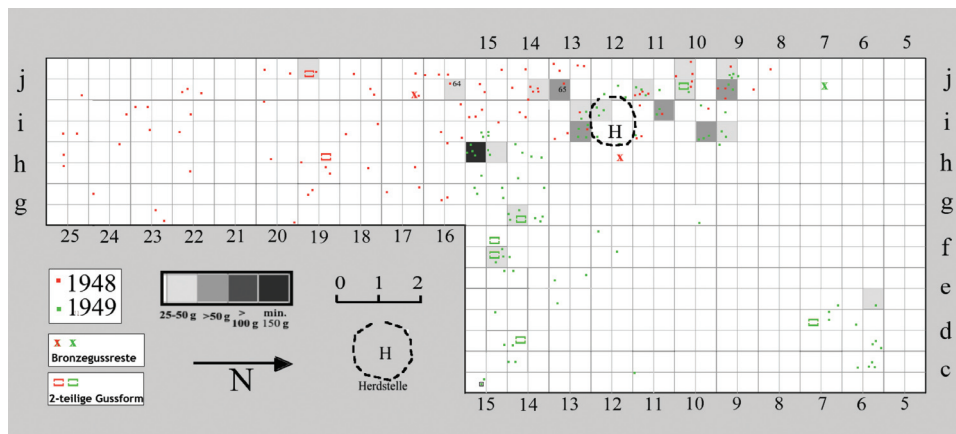 15 14 13 12 11 10 9 8 7 6 5
j 64 65 x x j
i H i
h x h
g g
25 24 23 22 21 20 19 18 17 16
f
e
d
c
15 14 13 12 11 10 9 8 7 6 5
1948
1949
x x
Bronzegussreste
2-teilige Gussform
25-50 g >50 g > 100 g min. 150 g
N
0 1 2
H
Herdstelle